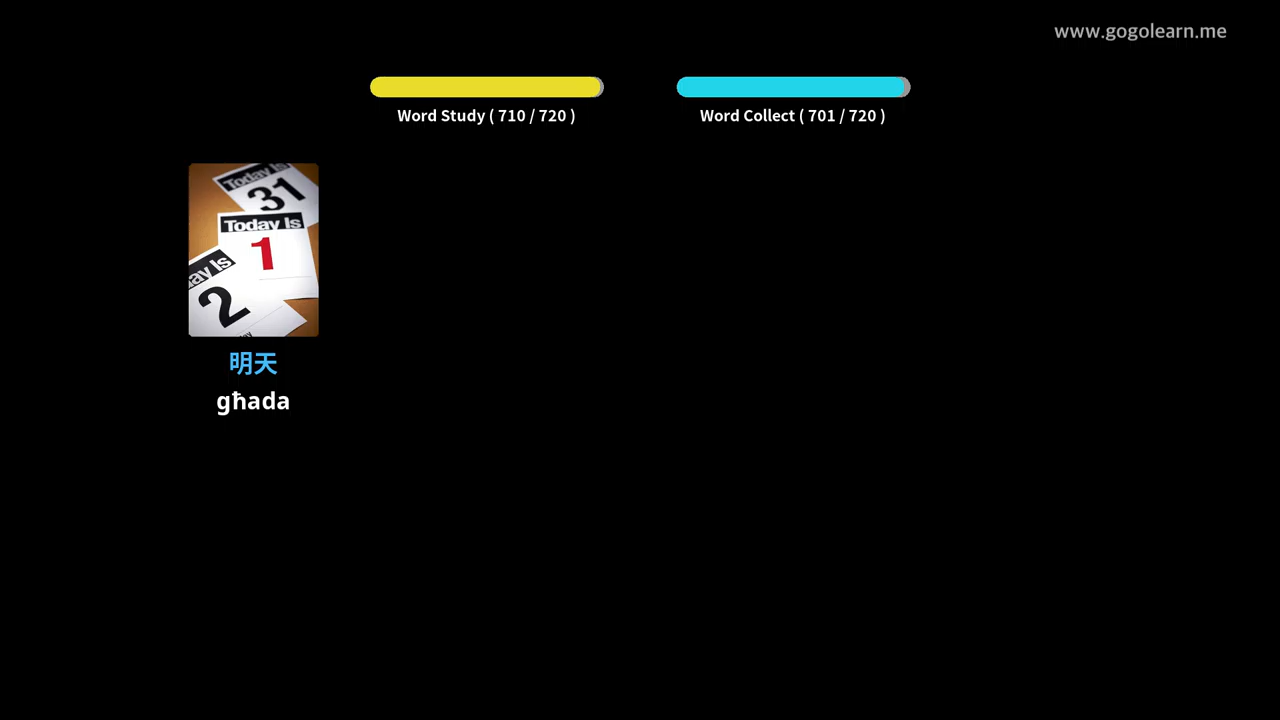 www.gogolearn.me
Word Study ( 710 / 720 )
Word Collect ( 701 / 720 )
Today Is
31
Today Is
1
ay Is
2
明天
għada